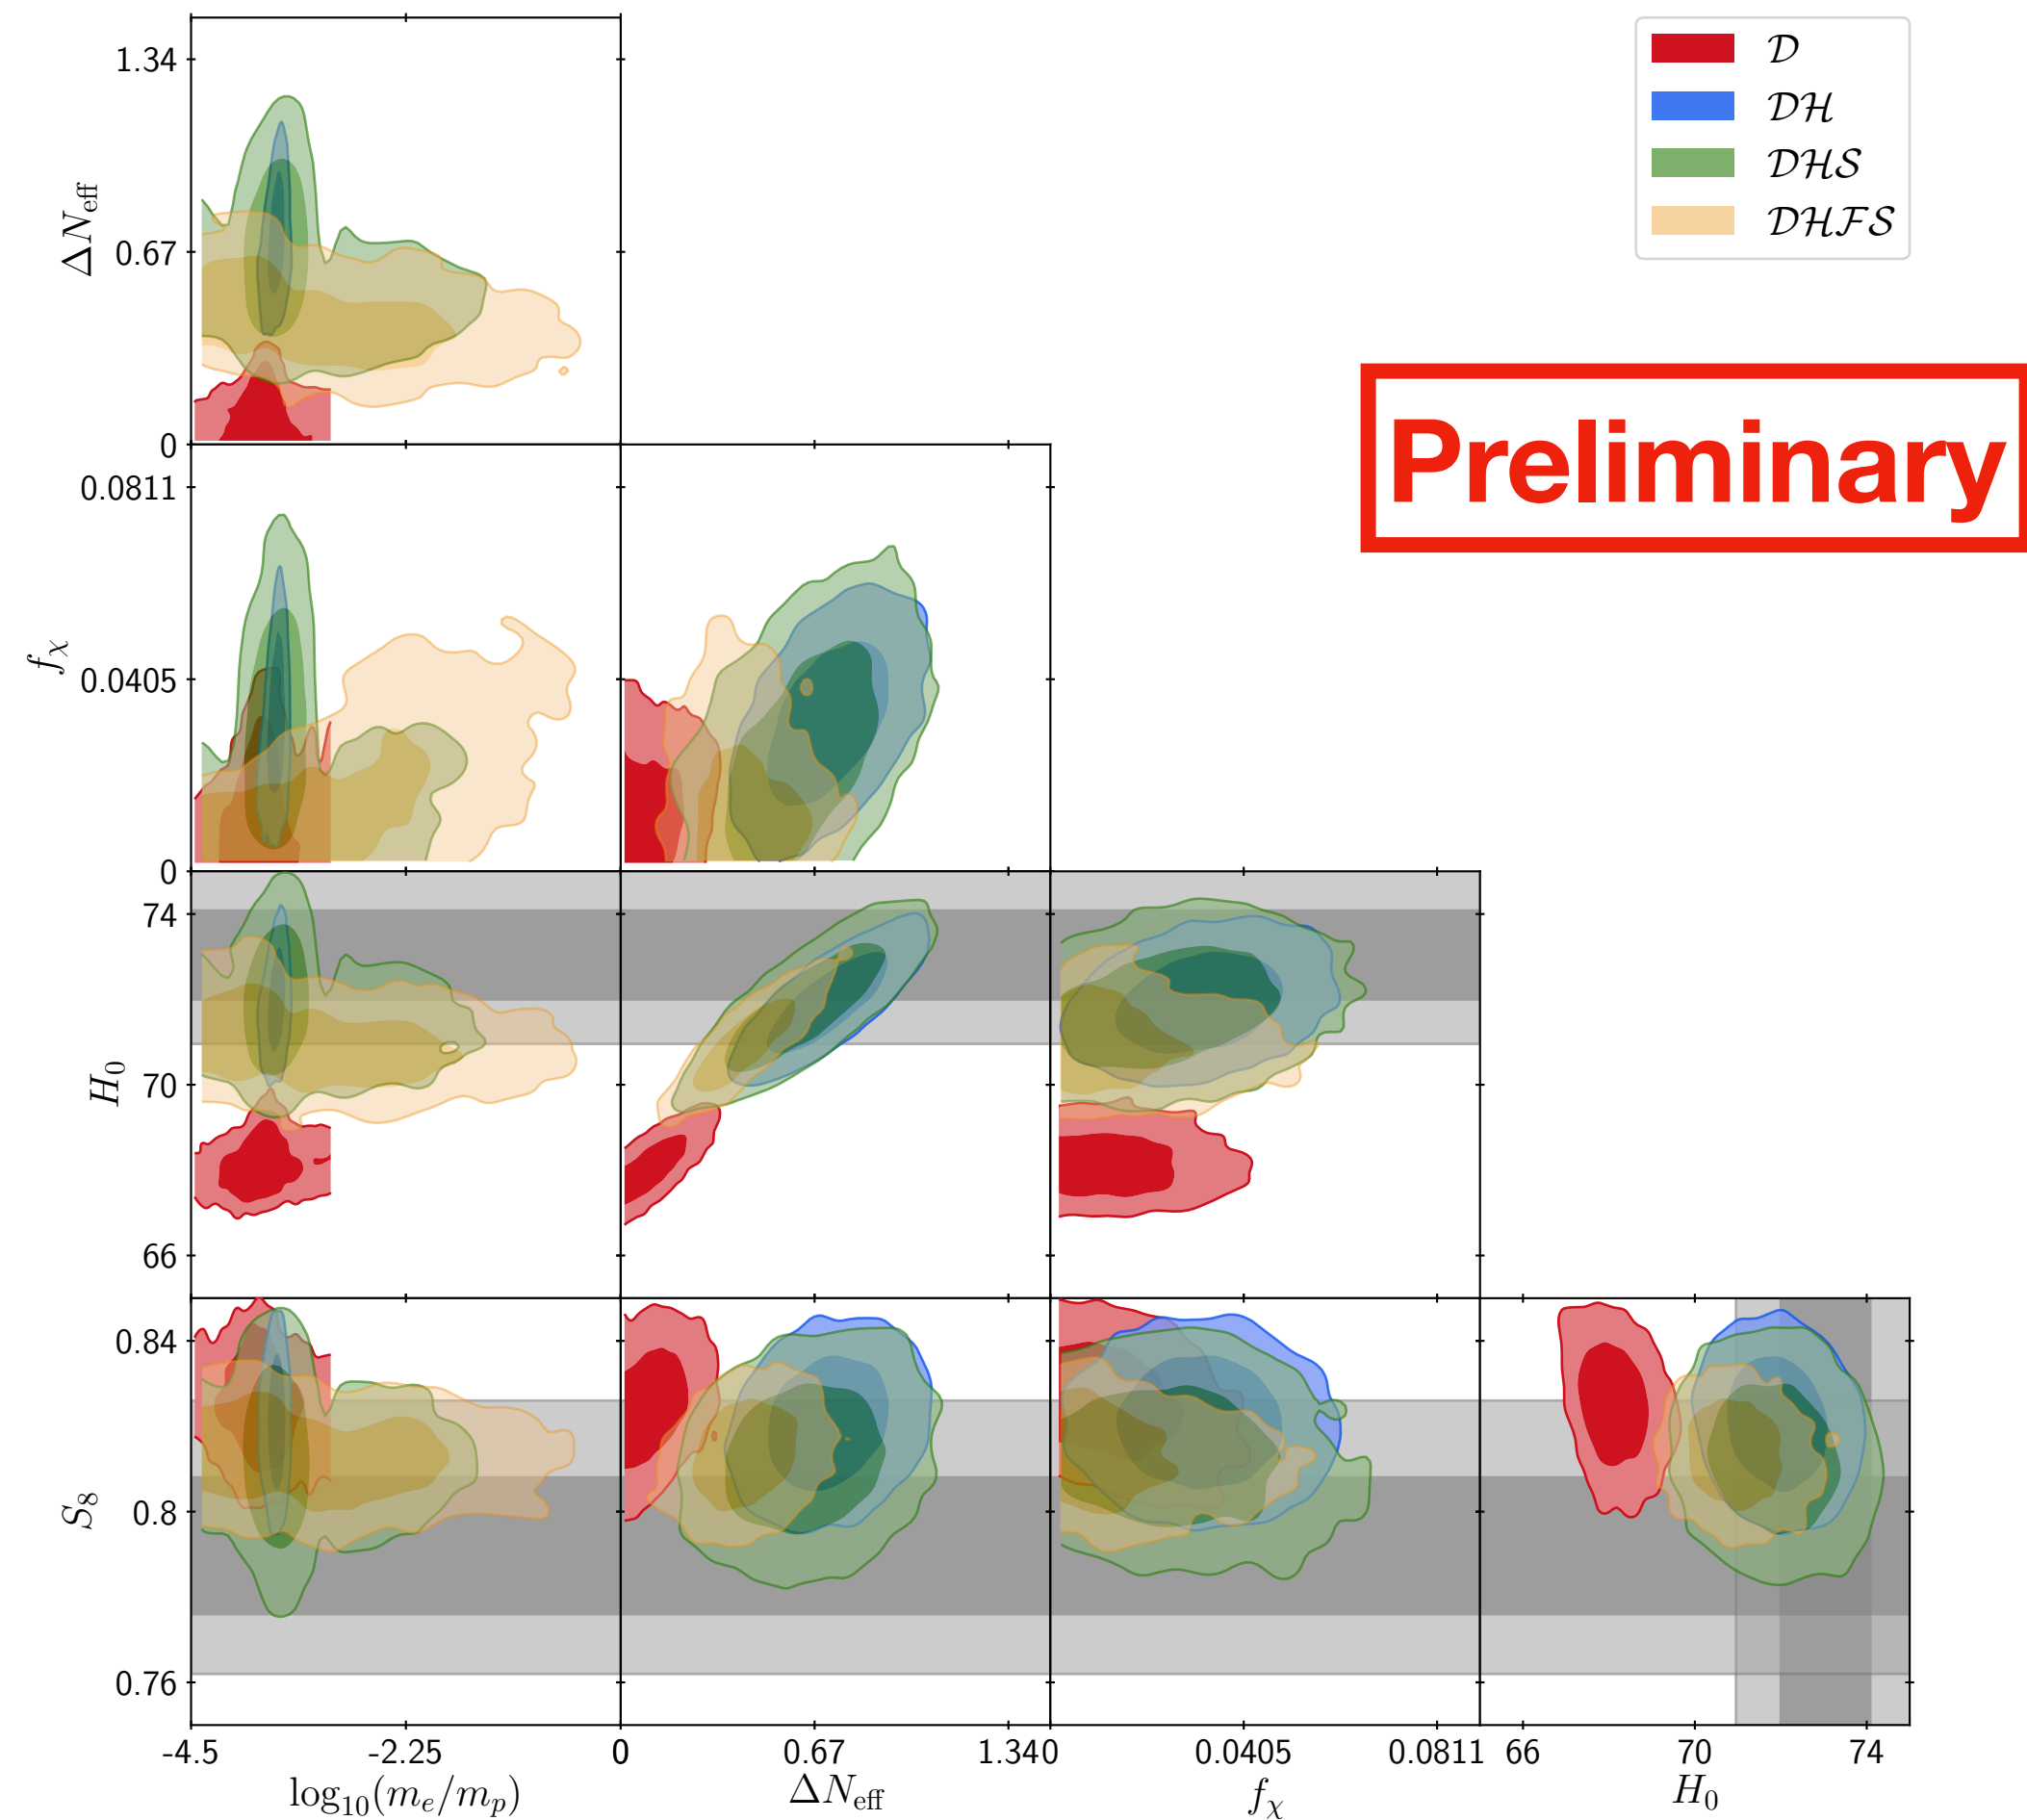 1.34
0.67
0
ΔN_eff
𝒟
𝒟ℋ
𝒟ℋ𝒮
𝒟ℋℱ𝒮
Preliminary
0.0811
0.0405
0
f_χ
74
70
66
H_0
0.84
0.8
0.76
S_8
-4.5 -2.25 0 0.67 1.340 0.0405 0.0811 66 70 74
log_10(m_e/m_p) ΔN_eff f_χ H_0